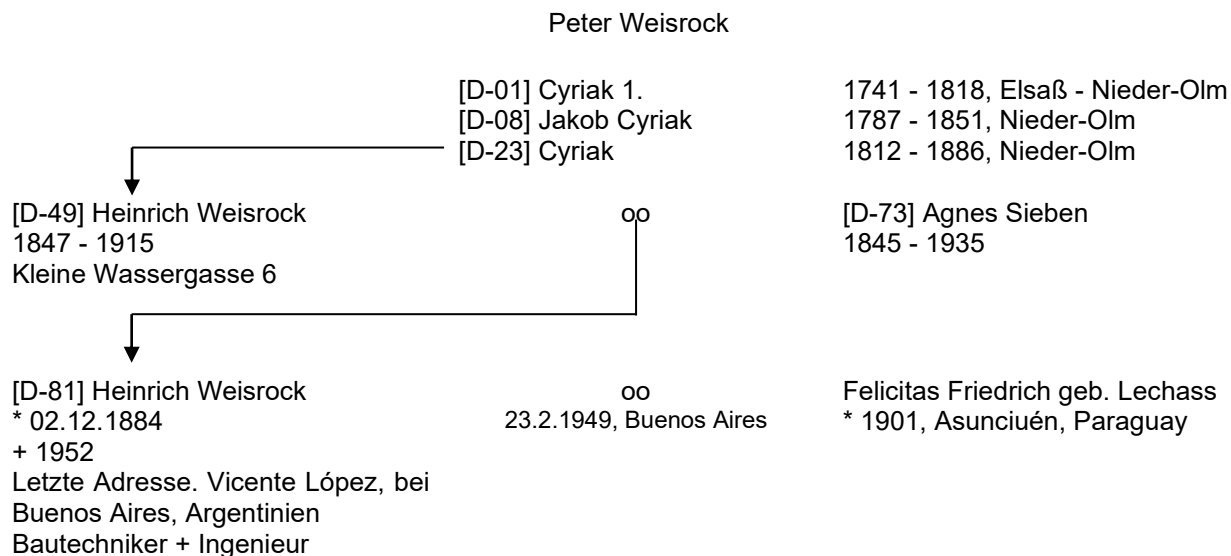 Peter Weisrock
[D-01] Cyriak 1. 1741 - 1818, Elsaß - Nieder-Olm
[D-08] Jakob Cyriak 1787 - 1851, Nieder-Olm
[D-23] Cyriak 1812 - 1886, Nieder-Olm
[D-49] Heinrich Weisrock oo [D-73] Agnes Sieben
1847 - 1915 1845 - 1935
Kleine Wassergasse 6
[D-81] Heinrich Weisrock oo Felicitas Friedrich geb. Lechass
* 02.12.1884 23.2.1949, Buenos Aires * 1901, Asunciuén, Paraguay
+ 1952
Letzte Adresse. Vicente López, bei
Buenos Aires, Argentinien
Bautechniker + Ingenieur